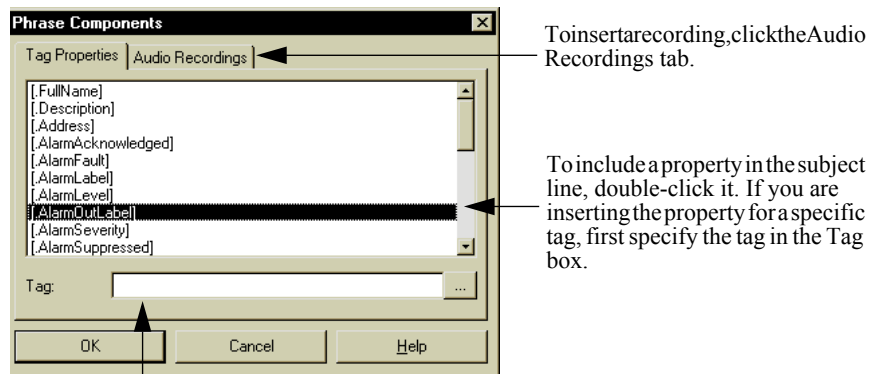 Phrase Components
Tag Properties Audio Recordings
[.FullName]
[.Description]
[.Address]
[.AlarmAcknowledged]
[.AlarmFault]
[.AlarmLabel]
[.AlarmLevel]
[.AlarmOutLabel]
[.AlarmSeverity]
[.AlarmSuppressed]
Tag:
...
OK Cancel Help
Toinsertarecording,clicktheAudio
Recordings tab.
Toincludeapropertyinthesubject
line, double-click it. If you are
insertingthepropertyforaspecific
tag, first specify the tag in the Tag
box.